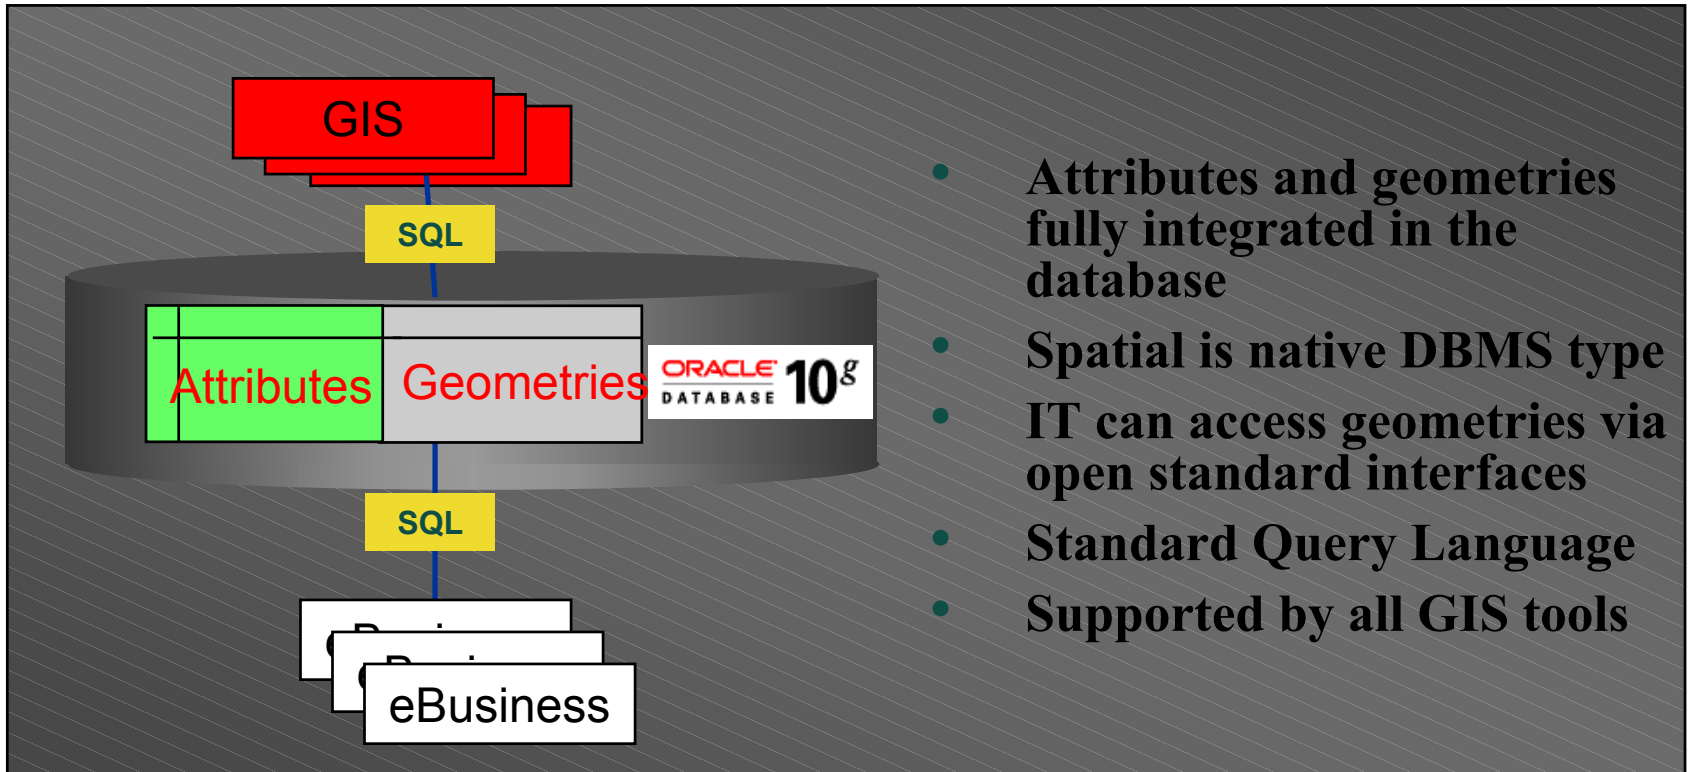 GIS
SQL
Attributes
Geometries
ORACLE
DATABASE
10g
SQL
eBusiness
Attributes and geometries
fully integrated in the
database
Spatial is native DBMS type
IT can access geometries via
open standard interfaces
Standard Query Language
Supported by all GIS tools